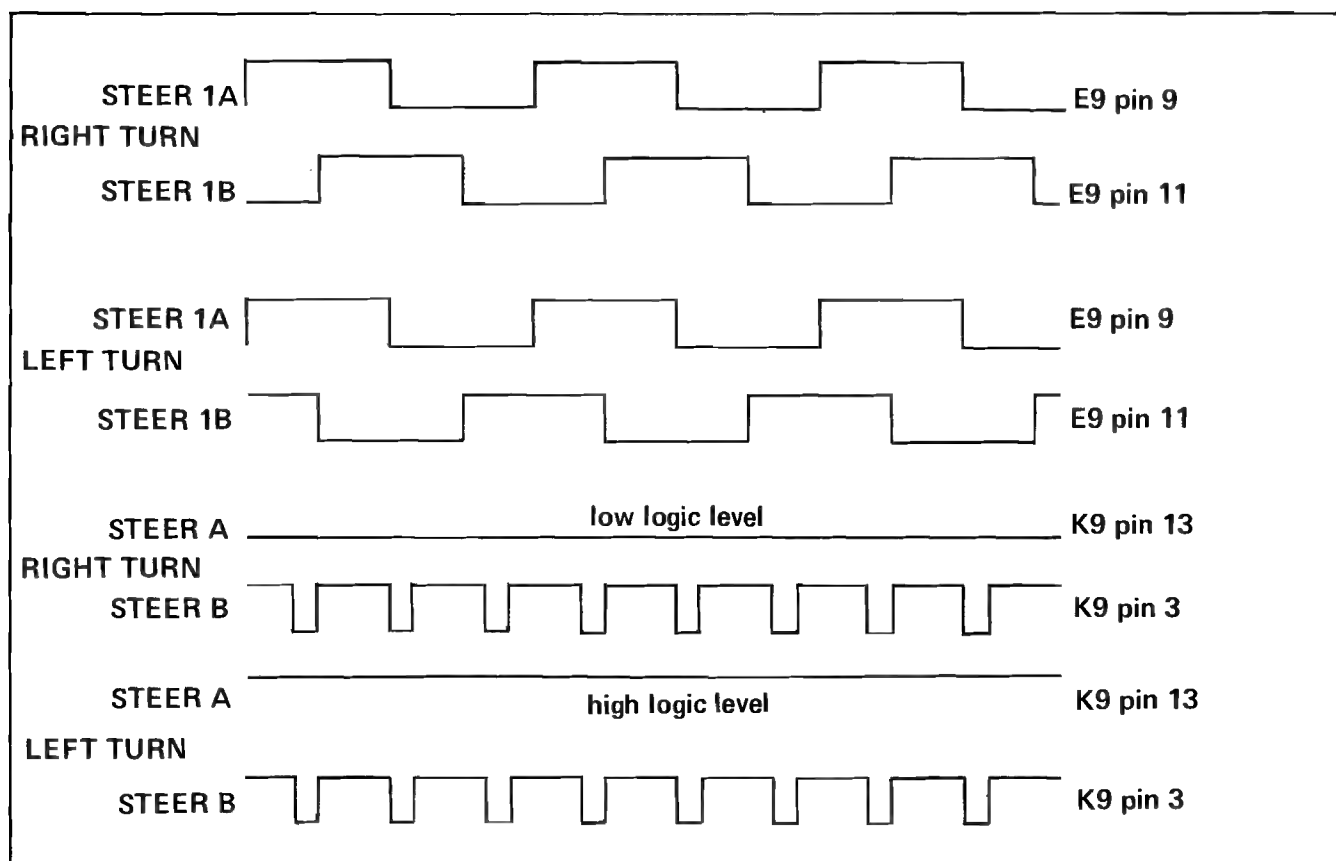 STEER 1A E9 pin 9
RIGHT TURN
STEER 1B E9 pin 11
STEER 1A E9 pin 9
LEFT TURN
STEER 1B E9 pin 11
STEER A low logic level K9 pin 13
RIGHT TURN
STEER B K9 pin 3
STEER A high logic level K9 pin 13
LEFT TURN
STEER B K9 pin 3